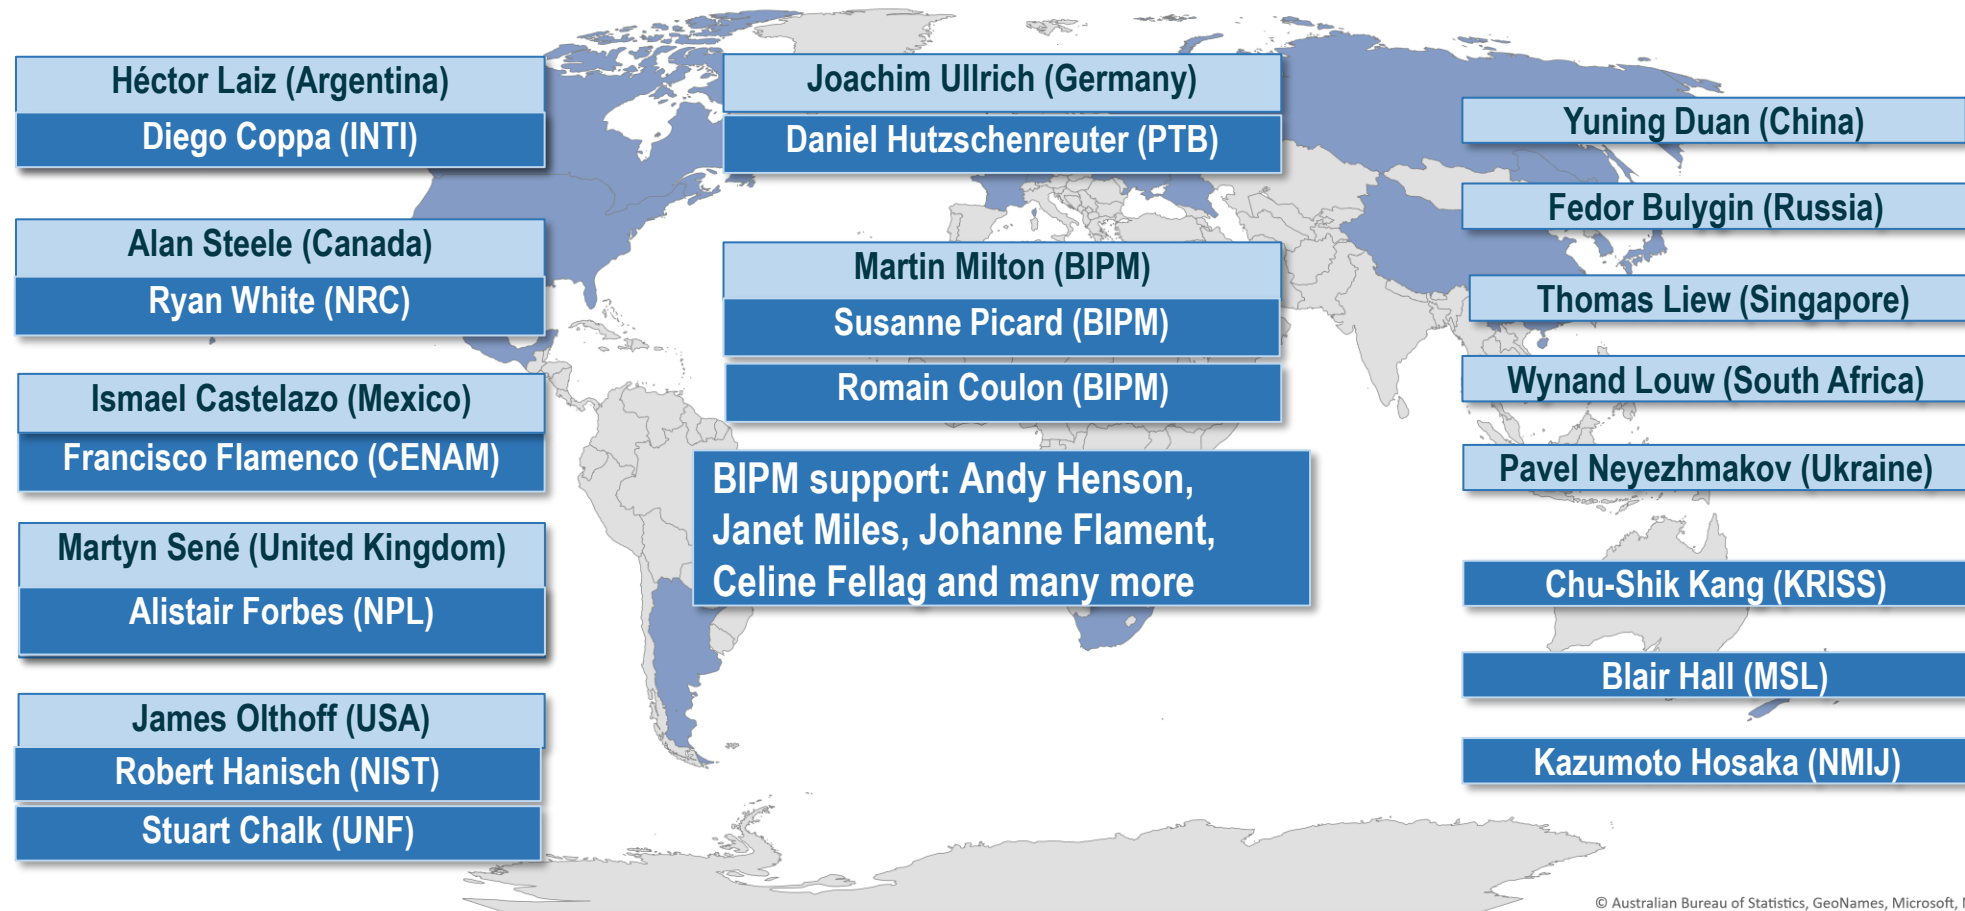 Héctor Laiz (Argentina)
Diego Coppa (INTI)
Alan Steele (Canada)
Ryan White (NRC)
Ismael Castelazo (Mexico)
Francisco Flamenco (CENAM)
Martyn Sené (United Kingdom)
Alistair Forbes (NPL)
James Olthoff (USA)
Robert Hanisch (NIST)
Stuart Chalk (UNF)
Joachim Ullrich (Germany)
Daniel Hutzschenreuter (PTB)
Martin Milton (BIPM)
Susanne Picard (BIPM)
Romain Coulon (BIPM)
BIPM support: Andy Henson,
Janet Miles, Johanne Flament,
Celine Fellag and many more
Yuning Duan (China)
Fedor Bulygin (Russia)
Thomas Liew (Singapore)
Wynand Louw (South Africa)
Pavel Neyezhmakov (Ukraine)
Chu-Shik Kang (KRISS)
Blair Hall (MSL)
Kazumoto Hosaka (NMIJ)
© Australian Bureau of Statistics, GeoNames, Microsoft,